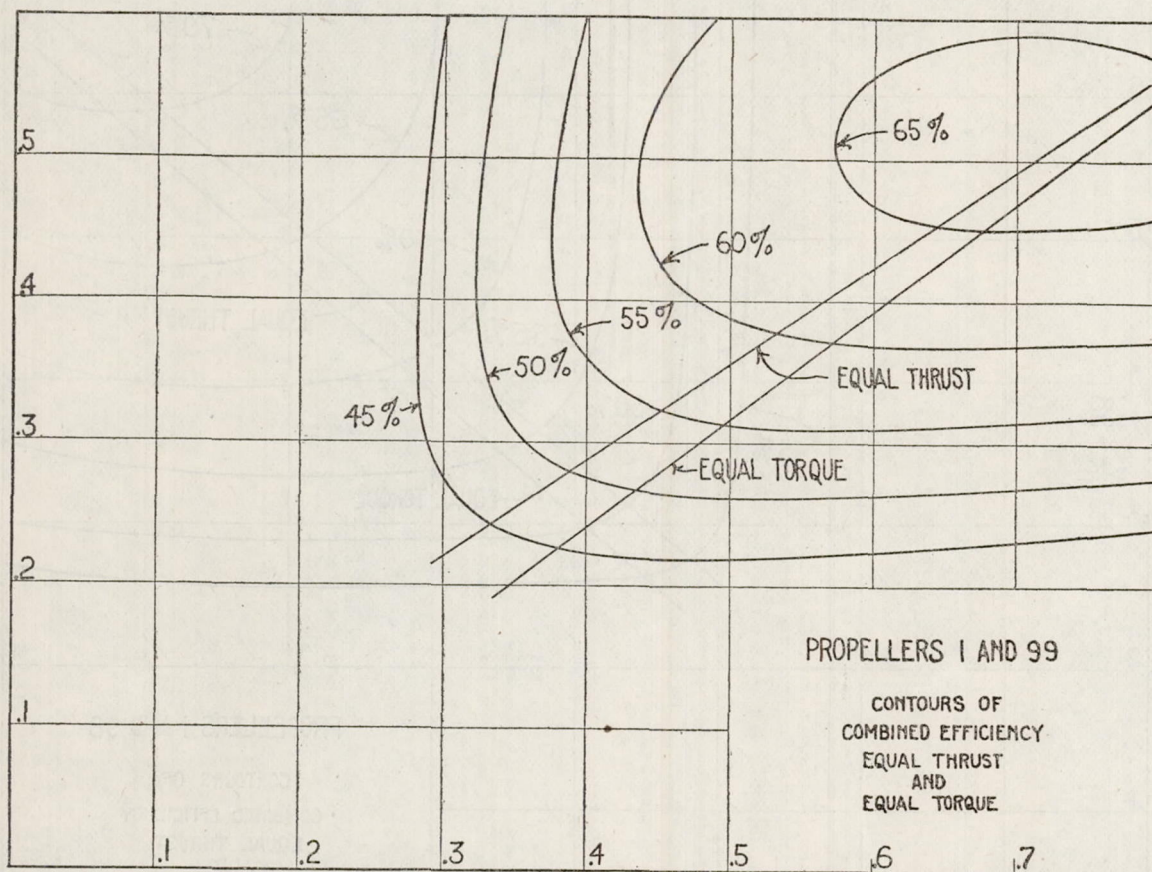 .5
65%
60%
.4
55%
50%
EQUAL THRUST
45%
.3
EQUAL TORQUE
.2
PROPELLERS 1 AND 99
CONTOURS OF
COMBINED EFFICIENCY
EQUAL THRUST
AND
EQUAL TORQUE
.1
.1 .2 .3 .4 .5 .6 .7